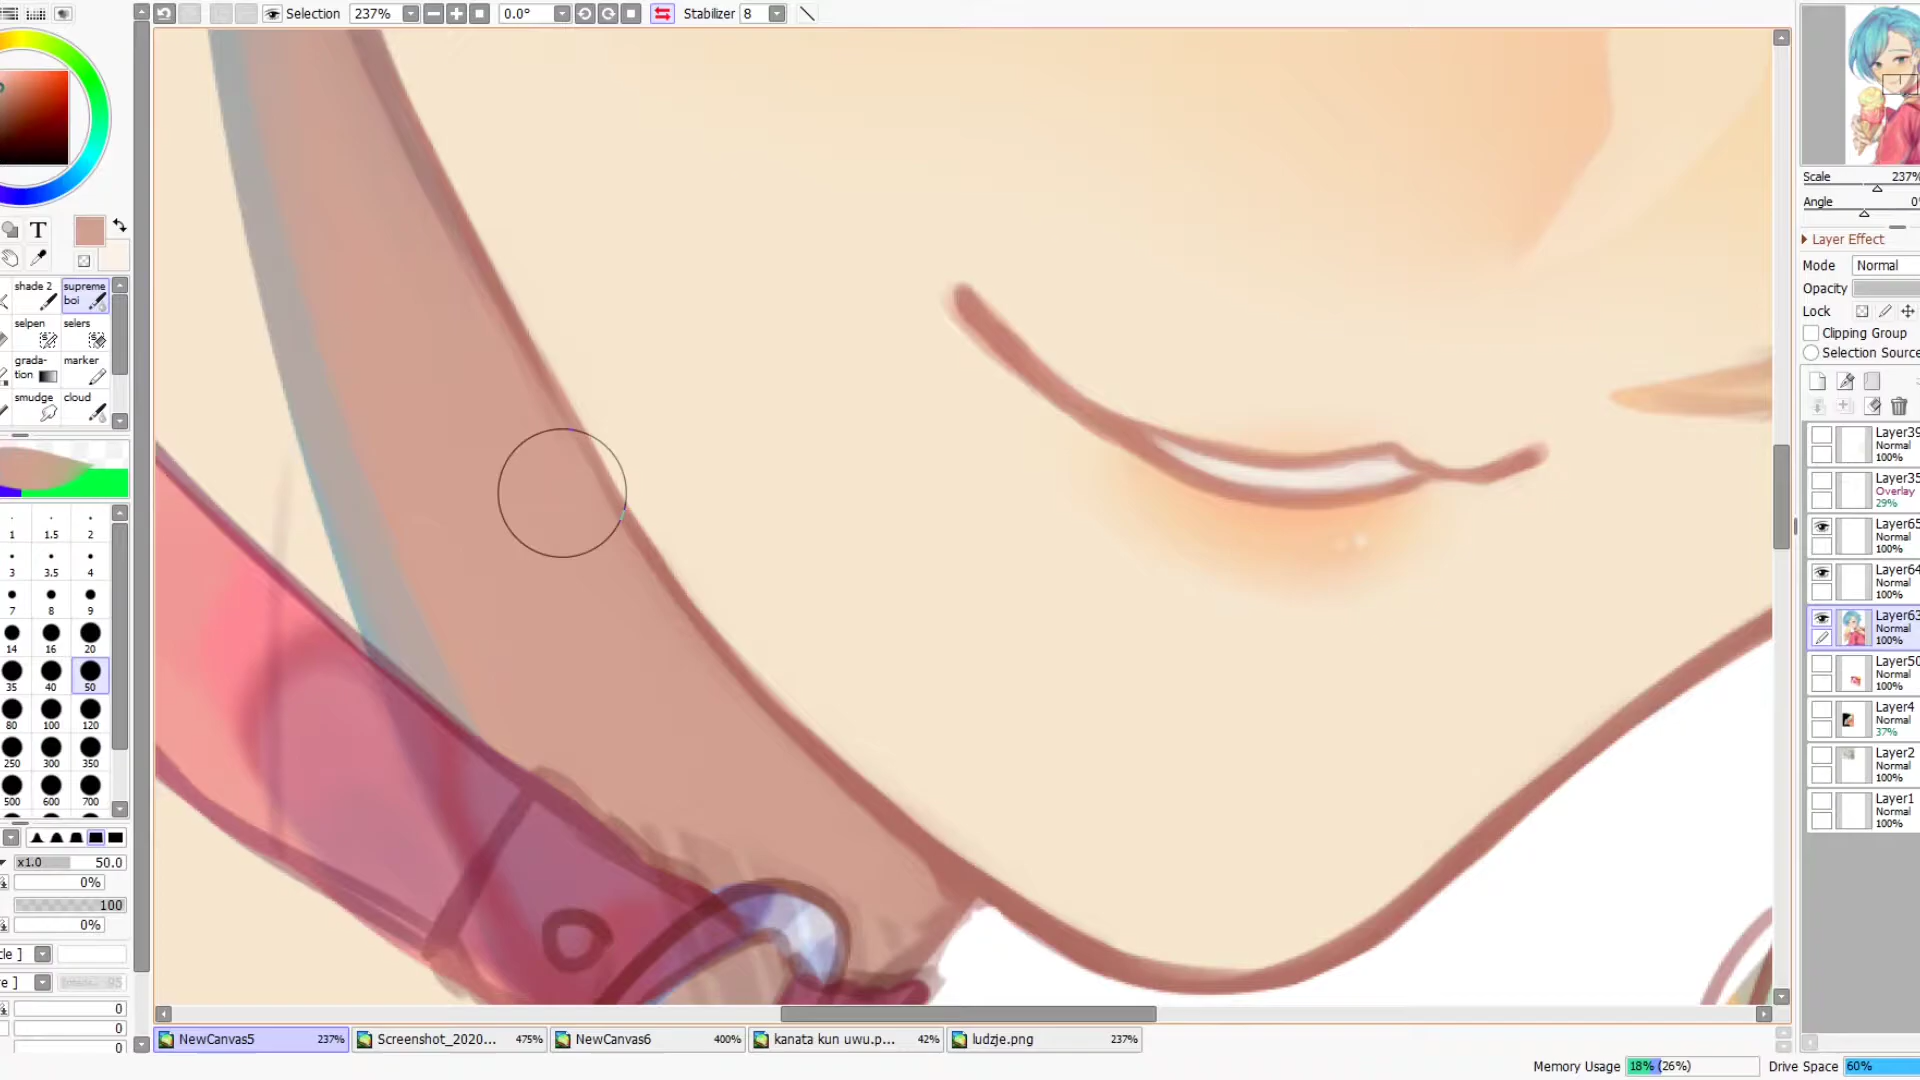 Selection 237% 0.0° Stabilizer 8
Scale 237%
Angle
Layer Effect
Mode Normal
Opacity
Lock
Clipping Group
Selection Source
T
shade 2 supreme boi
selpen selers
grada-
tion marker
smudge cloud
1 1.5 2
3 3.5 4
7 8 9
14 16 20
35 40 50
80 100 120
250 300 350
500 600 700
x1.0 50.0
0%
100
0%
0
0
0
Layer39
Normal
100%
Layer35
Overlay
29%
Layer65
Normal
100%
Layer64
Normal
100%
Layer63
Normal
100%
Layer50
Normal
100%
Layer4
Normal
37%
Layer2
Normal
100%
Layer1
Normal
100%
NewCanvas5 237% Screenshot_2020... 475% NewCanvas6 400% kanata kun uwu.p... 42% ludzje.png 237%
Memory Usage 18% (26%) Drive Space 60%